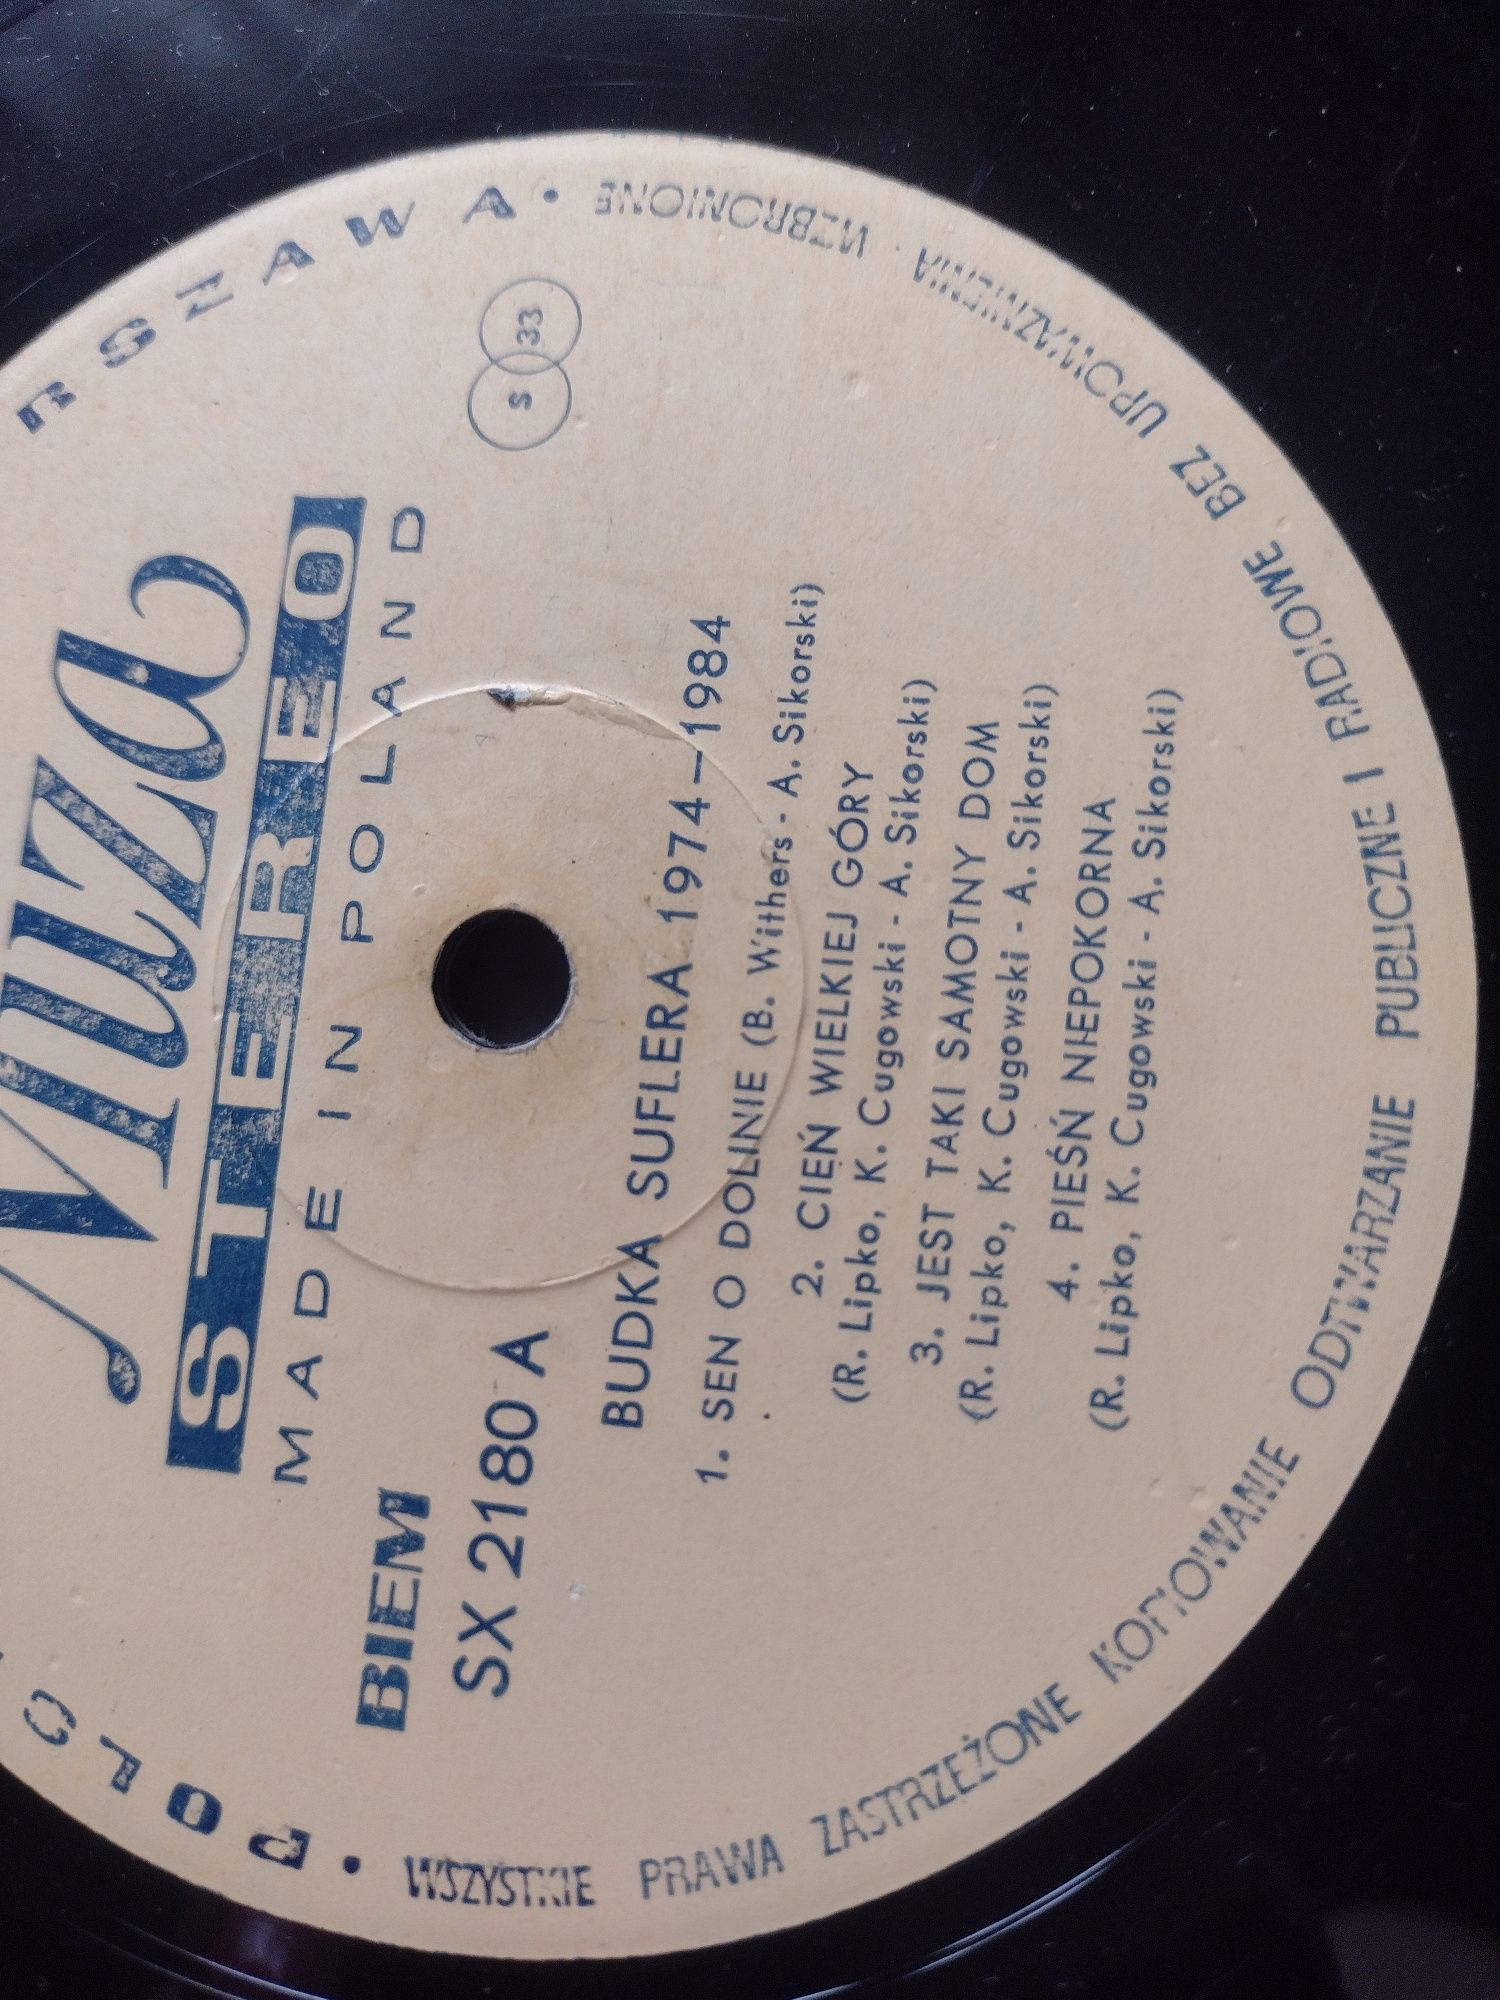 Muza
STEREO
MADE IN POLAND
BIEM
SX 2180 A
S 33
BUDKA SUFLERA 1974—1984
1. SEN O DOLINIE (B. Withers - A. Sikorski)
2. CIEŃ WIELKIEJ GÓRY
(R. Lipko, K. Cugowski - A. Sikorski)
3. JEST TAKI SAMOTNY DOM
(R. Lipko, K. Cugowski - A. Sikorski)
4. PIEŚŃ NIEPOKORNA
(R. Lipko, K. Cugowski - A. Sikorski)
• WSZYSTKIE PRAWA ZASTRZEŻONE KOPIOWANIE ODTWARZANIE PUBLICZNE I RADIOWE BEZ UPOWAŻNIENIA • WZBRONIONE •